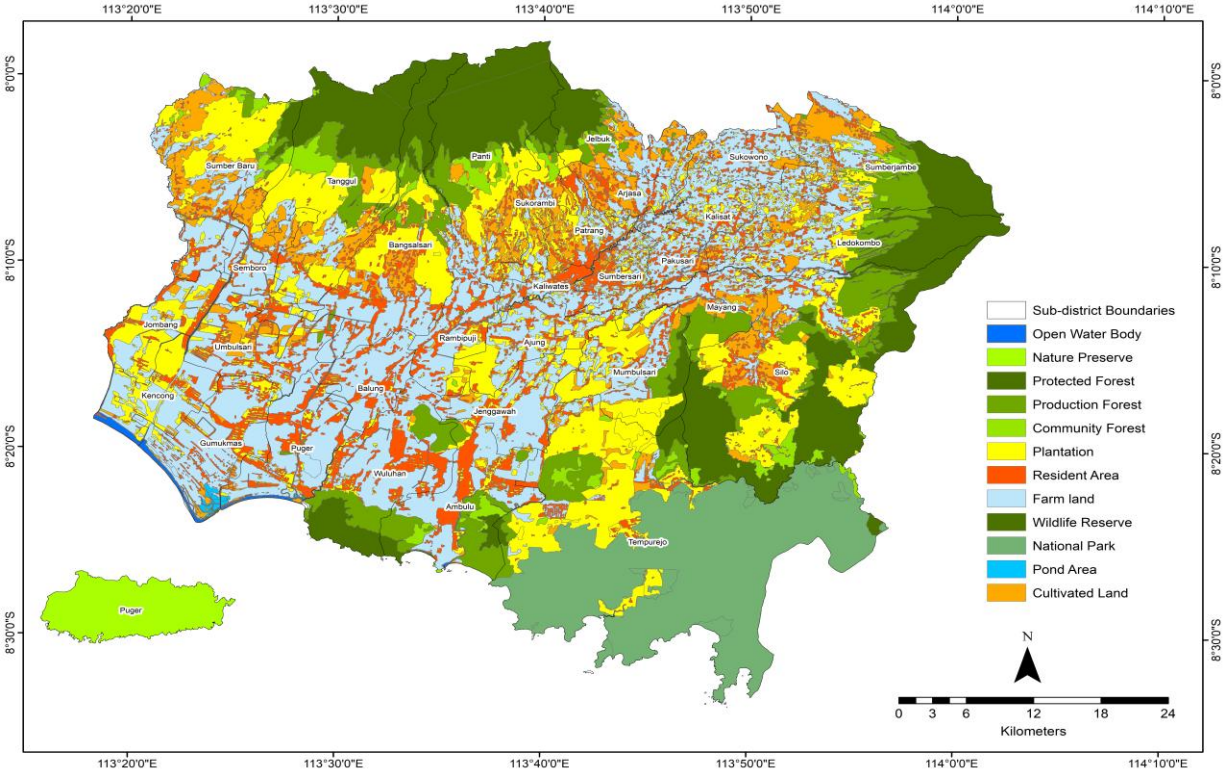 113°20'0"E 113°30'0"E 113°40'0"E 113°50'0"E 114°0'0"E 114°10'0"E
8°0'0"S 8°0'0"S
Jelbuk
Panti
Sukowono
Sumber Baru
Sumberjambe
Tanggul
Arjasa
Sukorambi
Kalisat
Patrang
Bangsalsari
Ledokombo
Pakusari
8°10'0"S 8°10'0"S
Semboro
Sumbersari
Kaliwates
Mayang
Jombang
Rambipuji
Ajung
Umbulsari
Mumbulsari
Silo
Balung
Kencong
Jenggawah
Gumukmas
Puger
8°20'0"S 8°20'0"S
Wuluhan
Ambulu
Tempurejo
Puger
8°30'0"S 8°30'0"S
Sub-district Boundaries
Open Water Body
Nature Preserve
Protected Forest
Production Forest
Community Forest
Plantation
Resident Area
Farm land
Wildlife Reserve
National Park
Pond Area
Cultivated Land
N
0 3 6 12 18 24
Kilometers
113°20'0"E 113°30'0"E 113°40'0"E 113°50'0"E 114°0'0"E 114°10'0"E